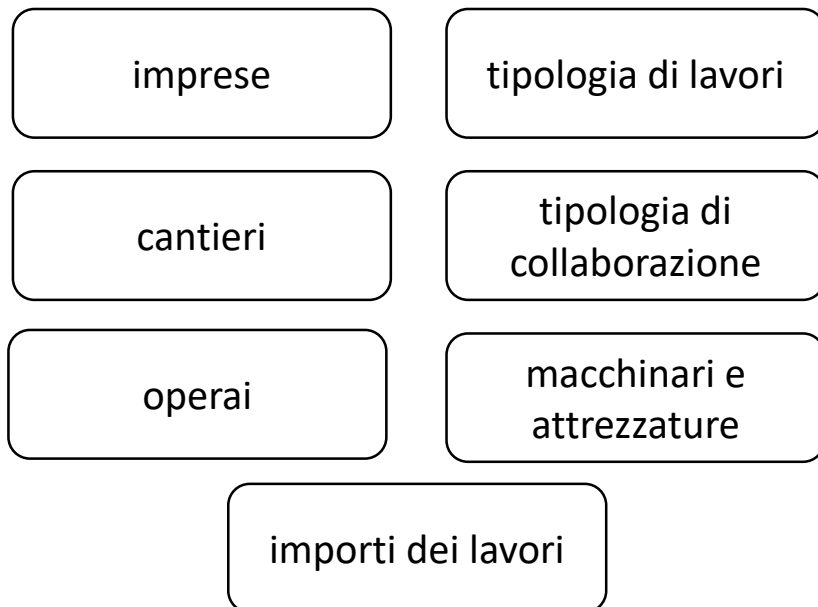 imprese
tipologia di lavori
cantieri
tipologia di
collaborazione
operai
macchinari e
attrezzature
importi dei lavori